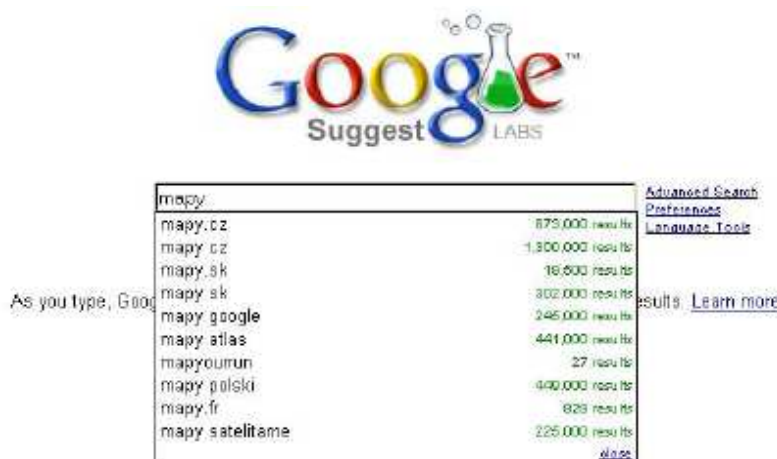 Google™
Suggest LABS
mapy
Advanced Search
Preferences
Language Tools
mapy.cz 873,000 results
mapy cz 1,300,000 results
mapy.sk 18,500 results
mapy sk 302,000 results
mapy google 246,000 results
mapy atlas 441,000 results
mapyourrun 27 results
mapy polski 440,000 results
mapy.fr 828 results
mapy satelitarne 225,000 results
close
As you type, Goog
esults. Learn more